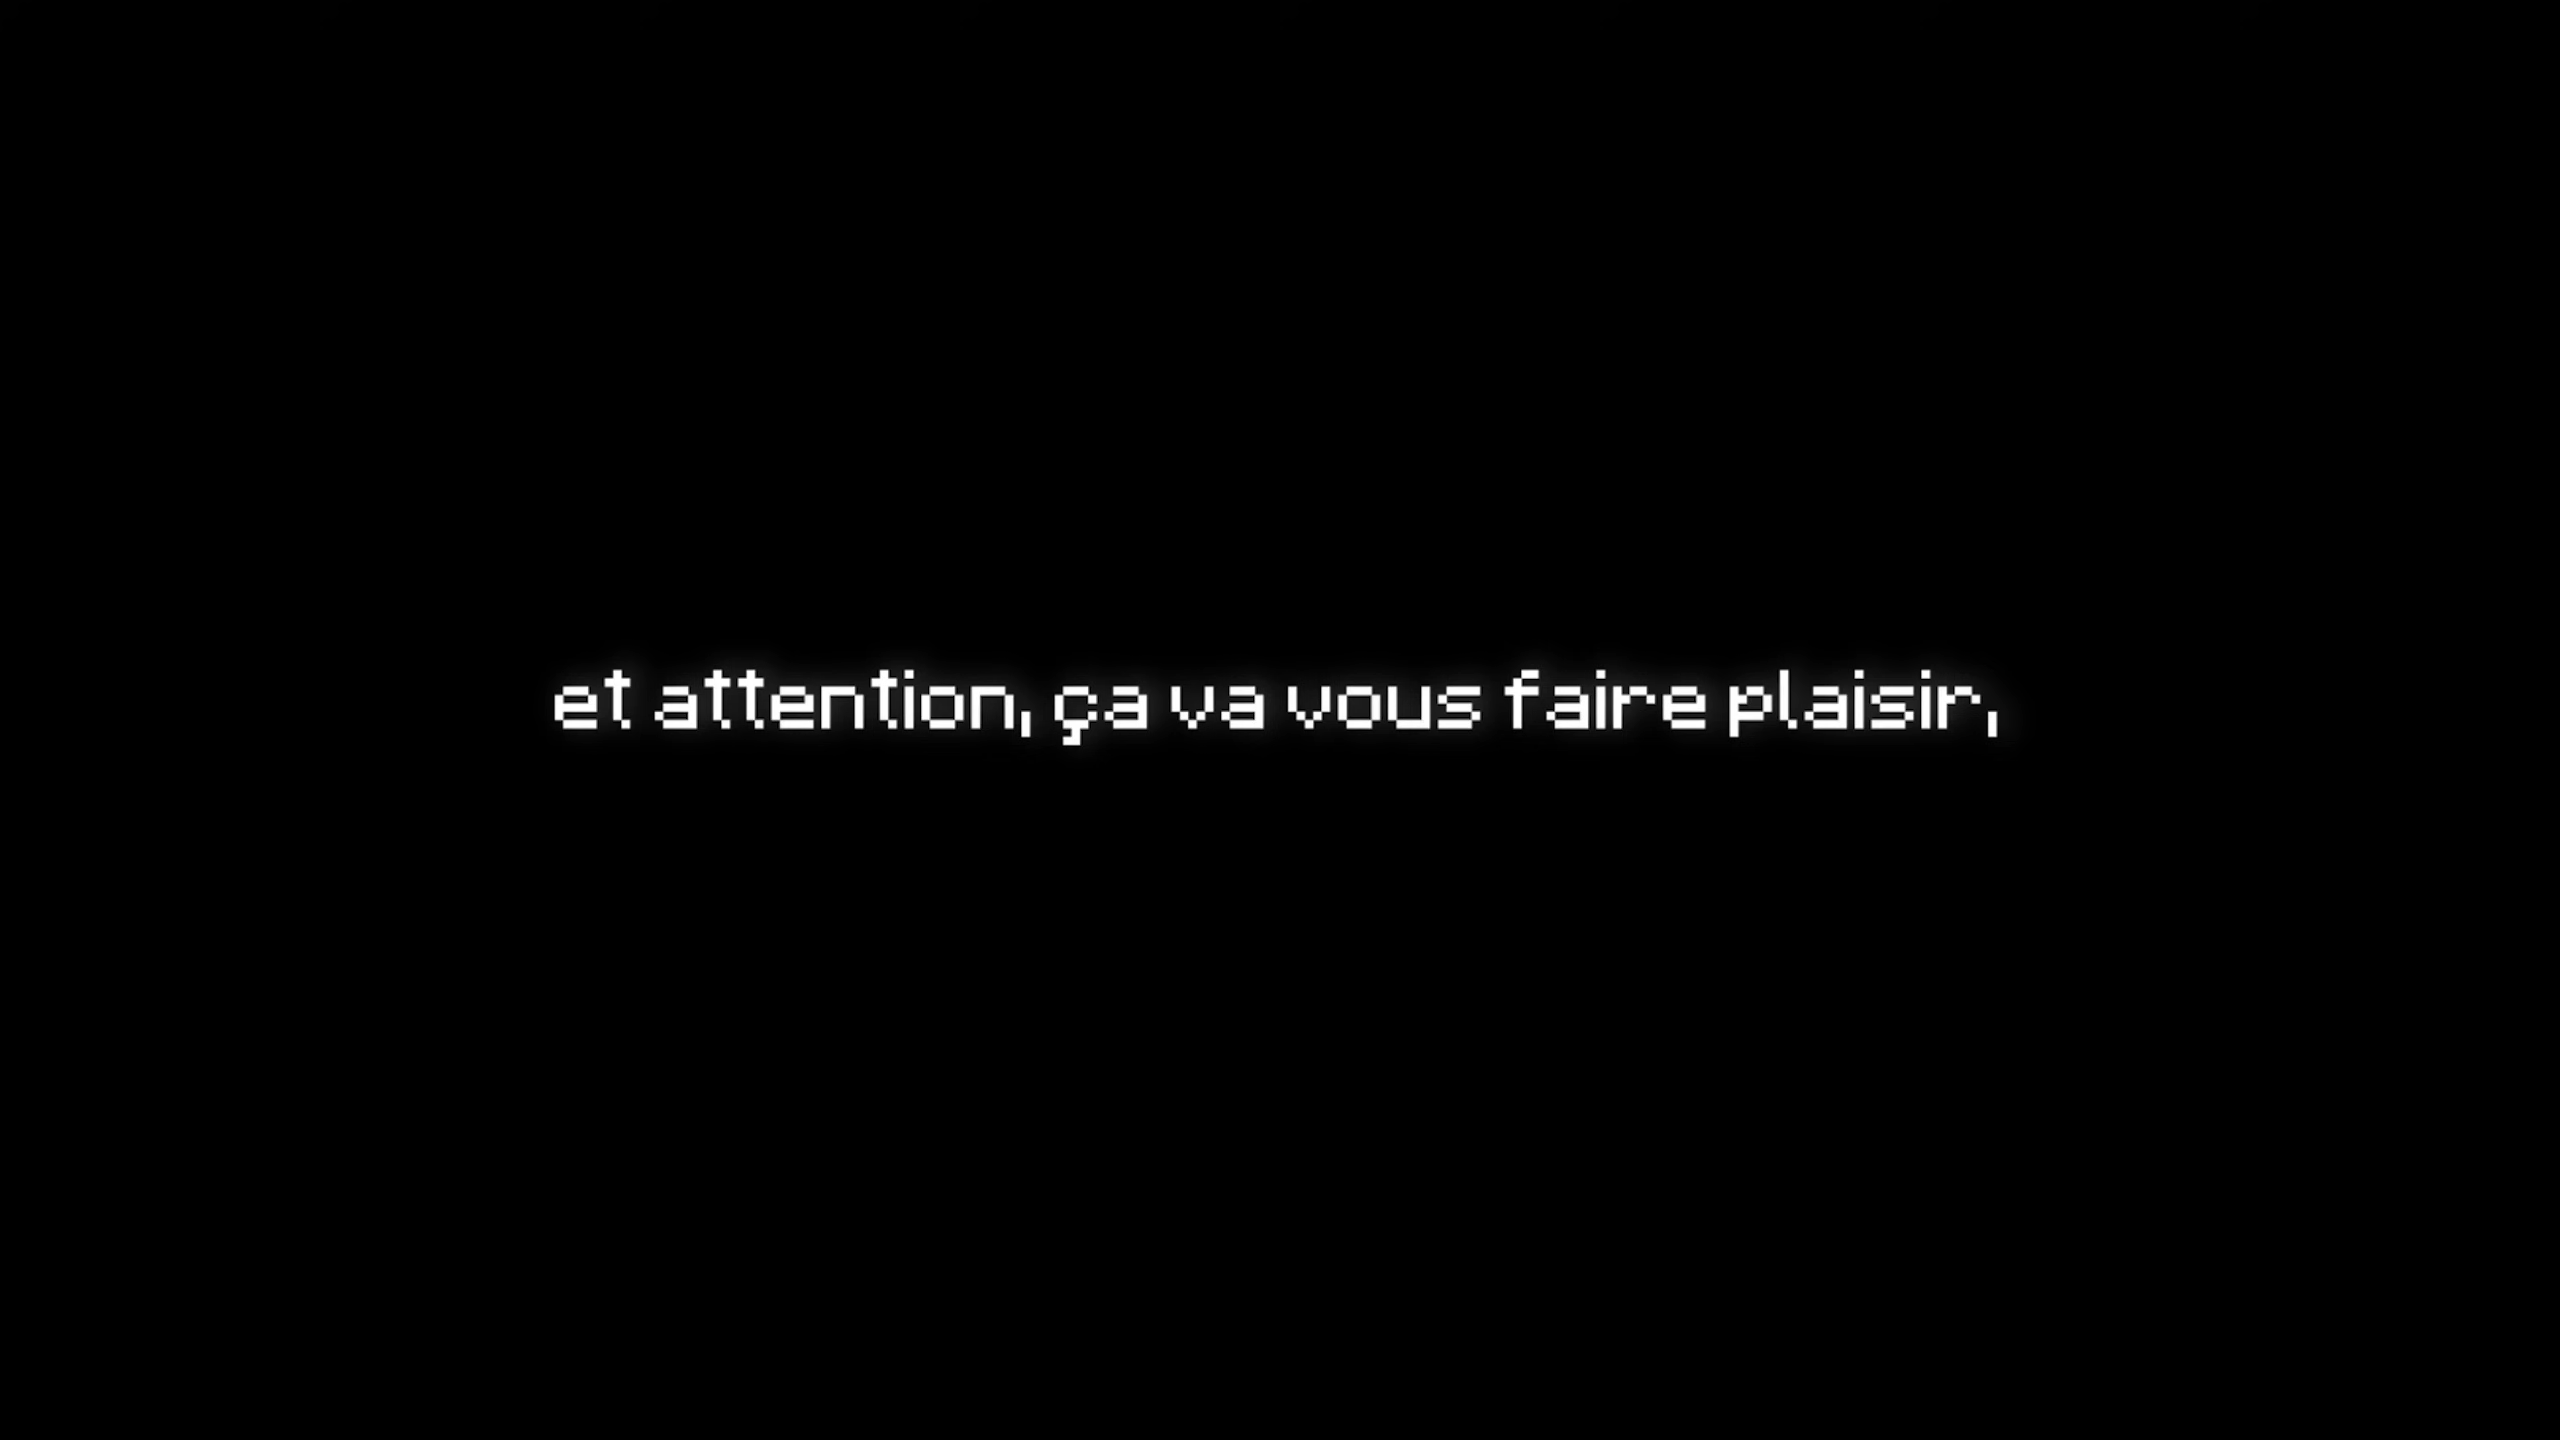 et attention, ça va vous faire plaisir,